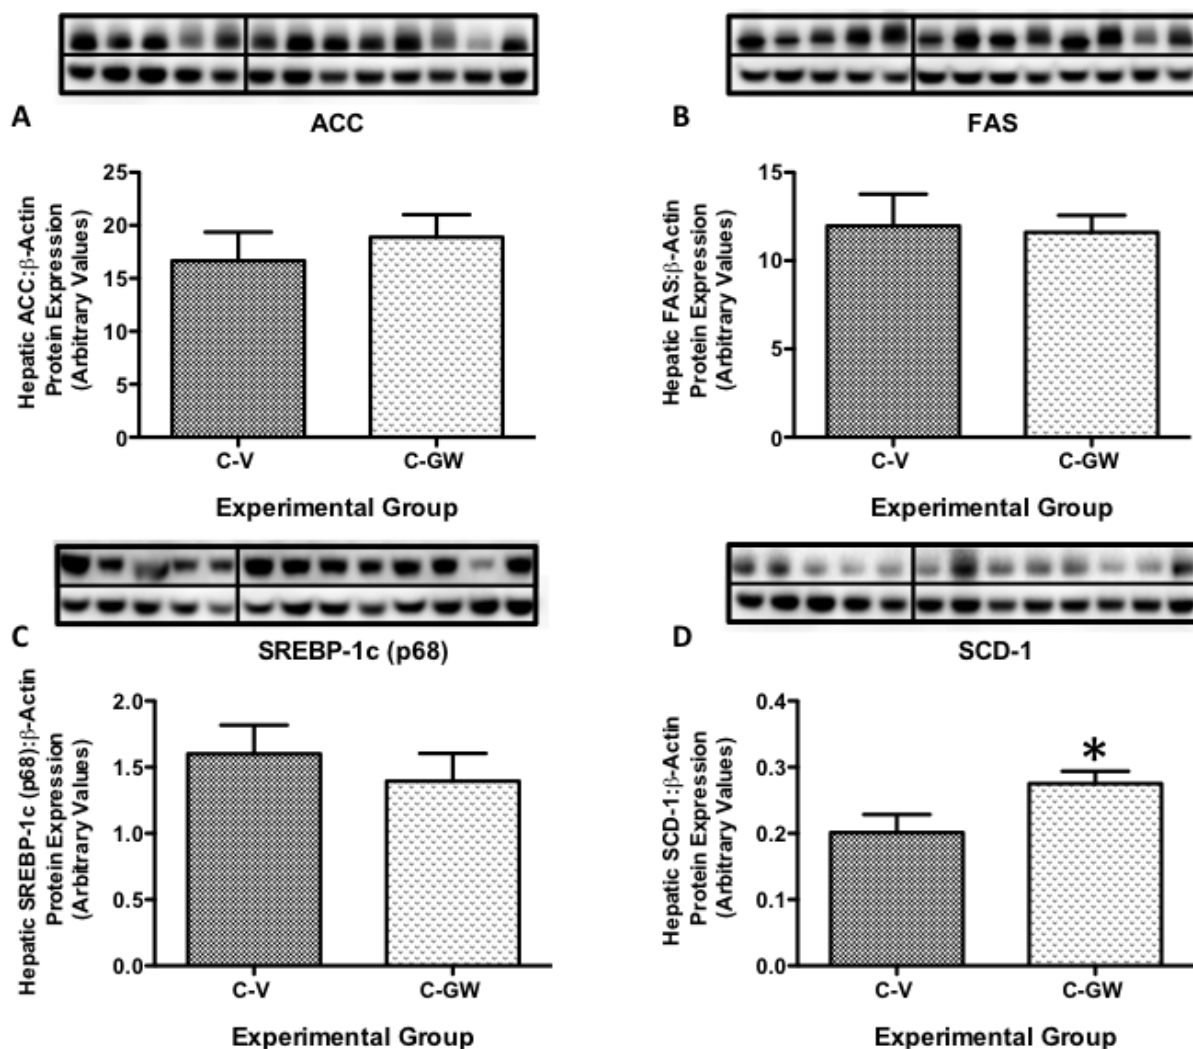 A
ACC
Hepatic ACC:β-Actin
Protein Expression
(Arbitrary Values)
25
20
15
10
5
0
C-V
C-GW
Experimental Group
B
FAS
Hepatic FAS:β-Actin
Protein Expression
(Arbitrary Values)
15
10
5
0
C-V
C-GW
Experimental Group
C
SREBP-1c (p68)
Hepatic SREBP-1c (p68):β-Actin
Protein Expression
(Arbitrary Values)
2.0
1.5
1.0
0.5
0.0
C-V
C-GW
Experimental Group
D
SCD-1
Hepatic SCD-1:β-Actin
Protein Expression
(Arbitrary Values)
0.4
0.3
0.2
0.1
0.0
*
C-V
C-GW
Experimental Group